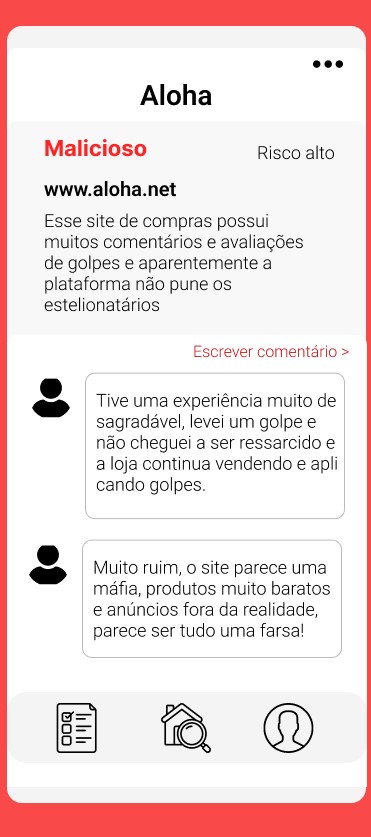 Aloha
Malicioso
Risco alto
www.aloha.net
Esse site de compras possui
muitos comentários e avaliações
de golpes e aparentemente a
plataforma não pune os
estelionatários
Escrever comentário >
Tive uma experiência muito de
sagradável, levei um golpe e
não cheguei a ser ressarcido e
a loja continua vendendo e apli
cando golpes.
Muito ruim, o site parece uma
máfia, produtos muito baratos
e anúncios fora da realidade,
parece ser tudo uma farsa!